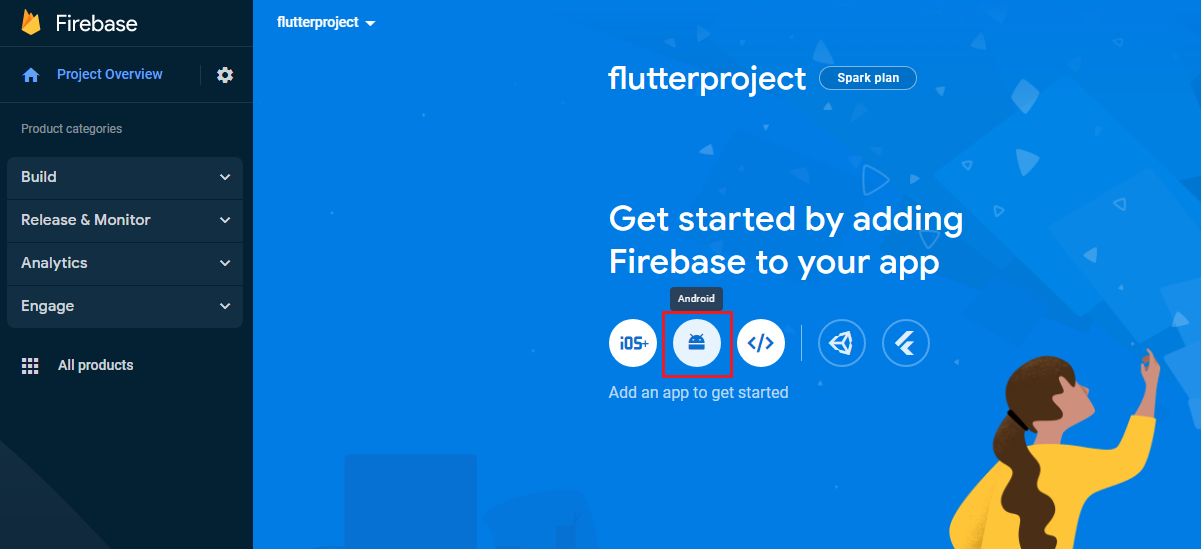 Firebase
flutterproject
Project Overview
flutterproject
Spark plan
Product categories
Build
Release & Monitor
Analytics
Engage
All products
Get started by adding
Firebase to your app
Android
iOS+
</>
Add an app to get started